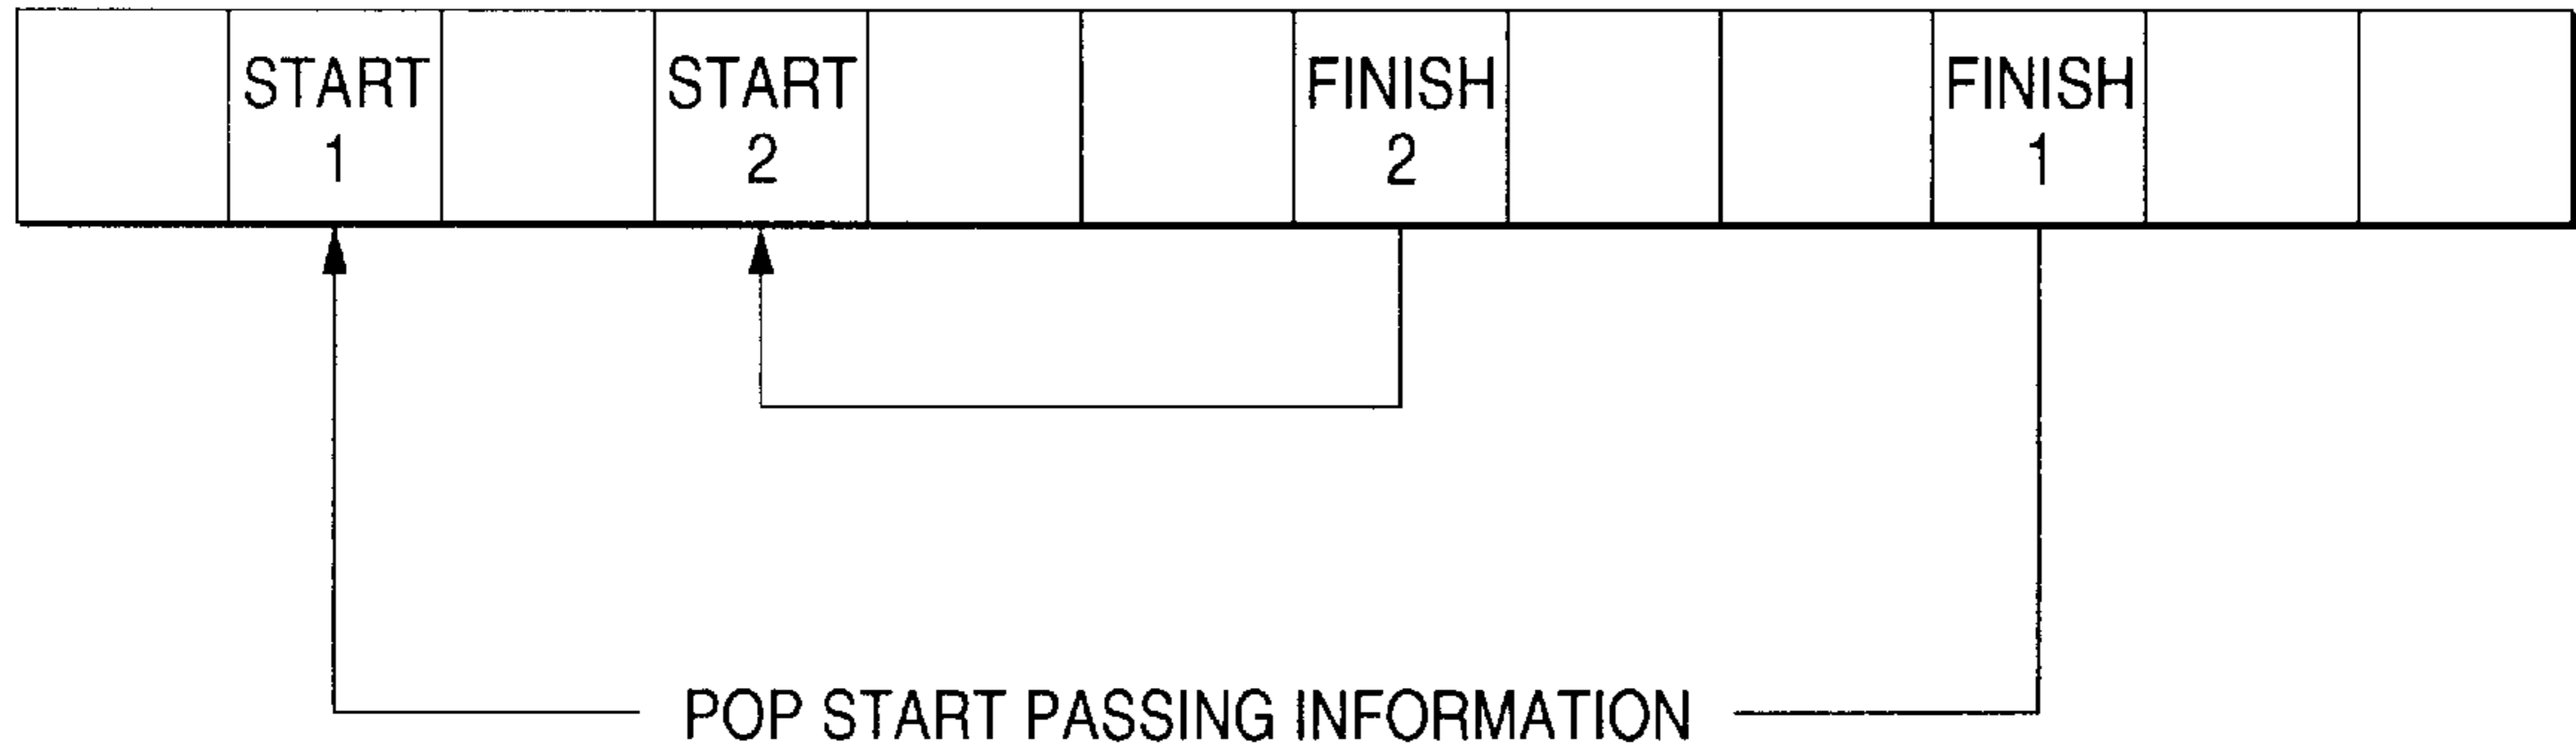 START
1
START
2
FINISH
2
FINISH
1
POP START PASSING INFORMATION